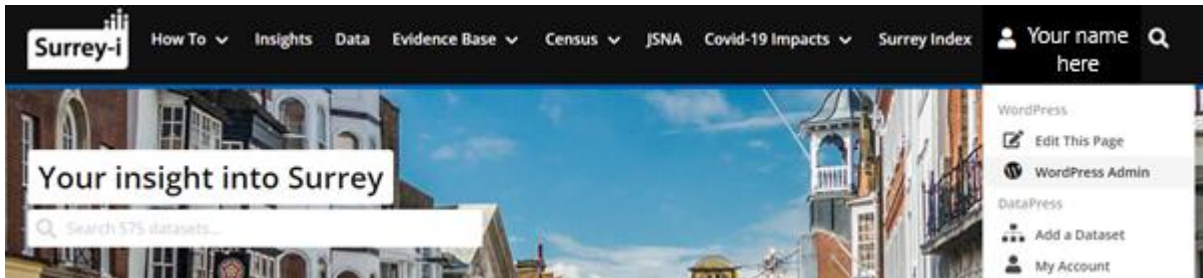 Surrey-i
How To Insights Data Evidence Base Census JSNA Covid-19 Impacts Surrey Index Your name
here
WordPress
Edit This Page
Your insight into Surrey
WordPress Admin
DataPress
Search 575 datasets...
Add a Dataset
My Account